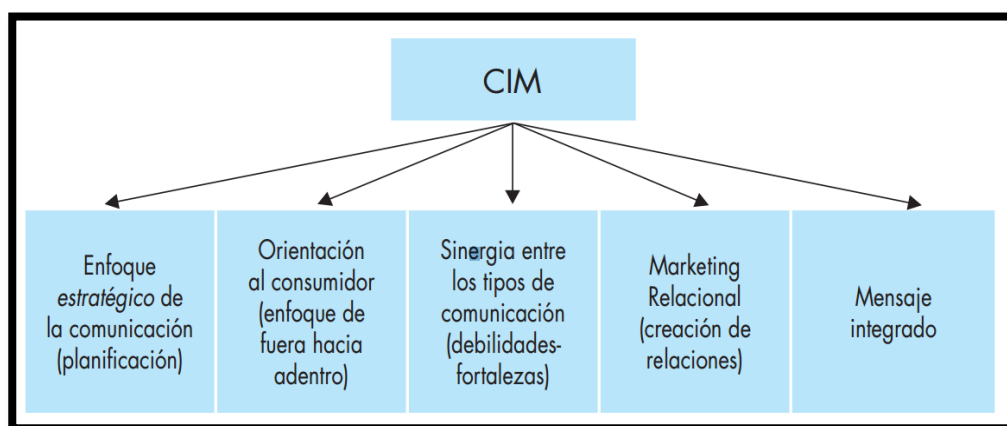 CIM
Enfoque
estratégico de
la comunicación
(planificación)
Orientación
al consumidor
(enfoque de
fuera hacia
adentro)
Sinergia entre
los tipos de
comunicación
(debilidades-
fortalezas)
Marketing
Relacional
(creación de
relaciones)
Mensaje
integrado